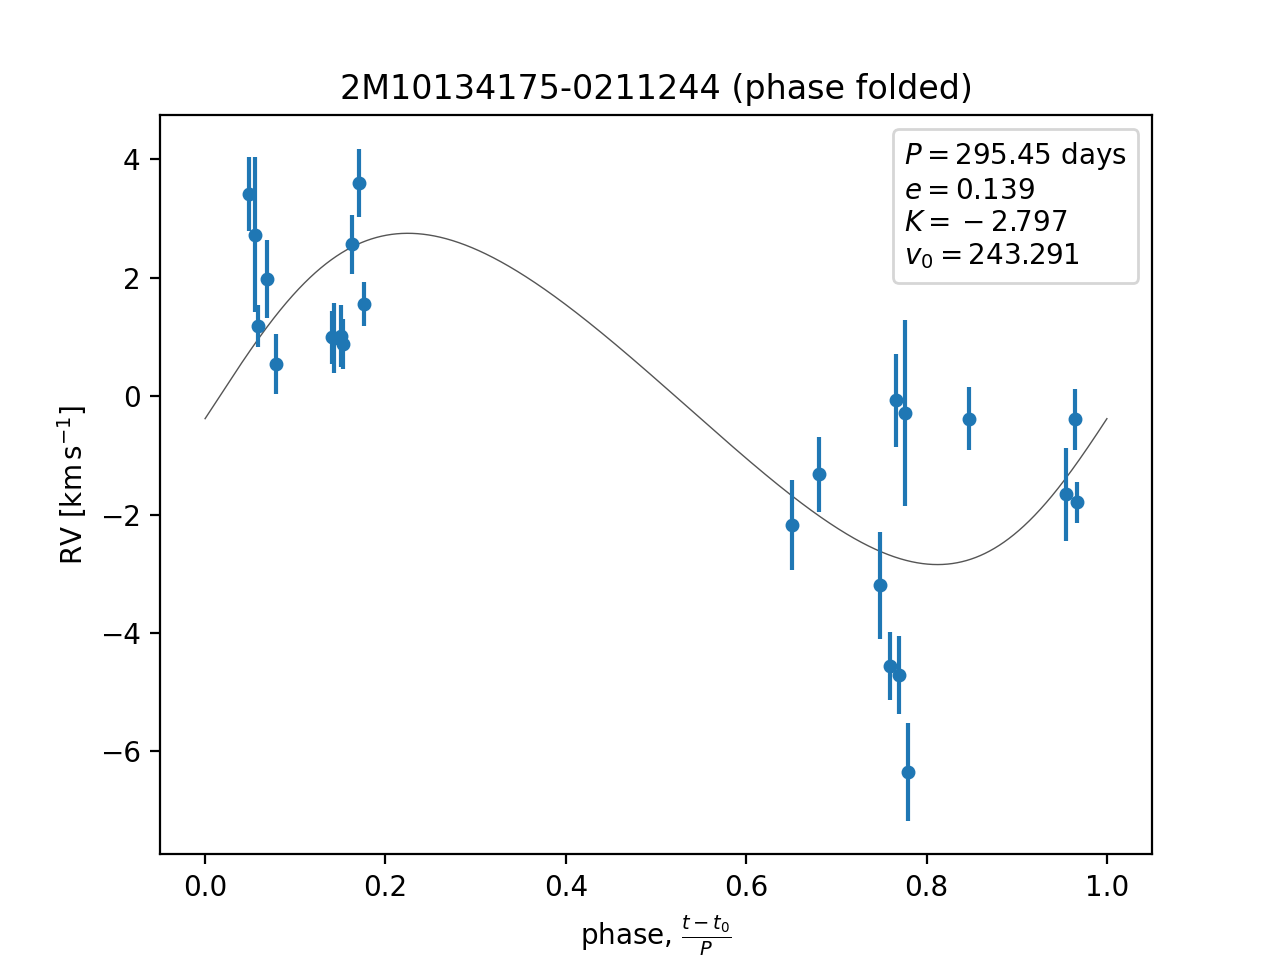 2M10134175-0211244 (phase folded)
P = 295.45 days
e = 0.139
K = −2.797
v₀ = 243.291
4
2
0
−2
−4
−6
RV [km s⁻¹]
0.0 0.2 0.4 0.6 0.8 1.0
phase, (t − t₀)/P